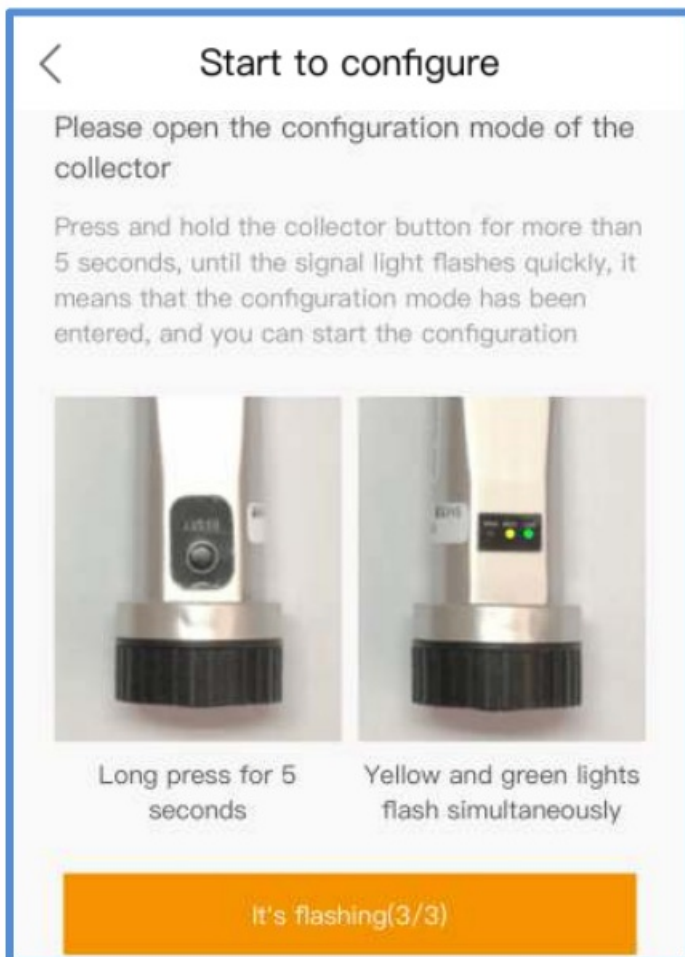 Start to configure
Please open the configuration mode of the
collector
Press and hold the collector button for more than
5 seconds, until the signal light flashes quickly, it
means that the configuration mode has been
entered, and you can start the configuration
Long press for 5
seconds
Yellow and green lights
flash simultaneously
It's flashing(3/3)